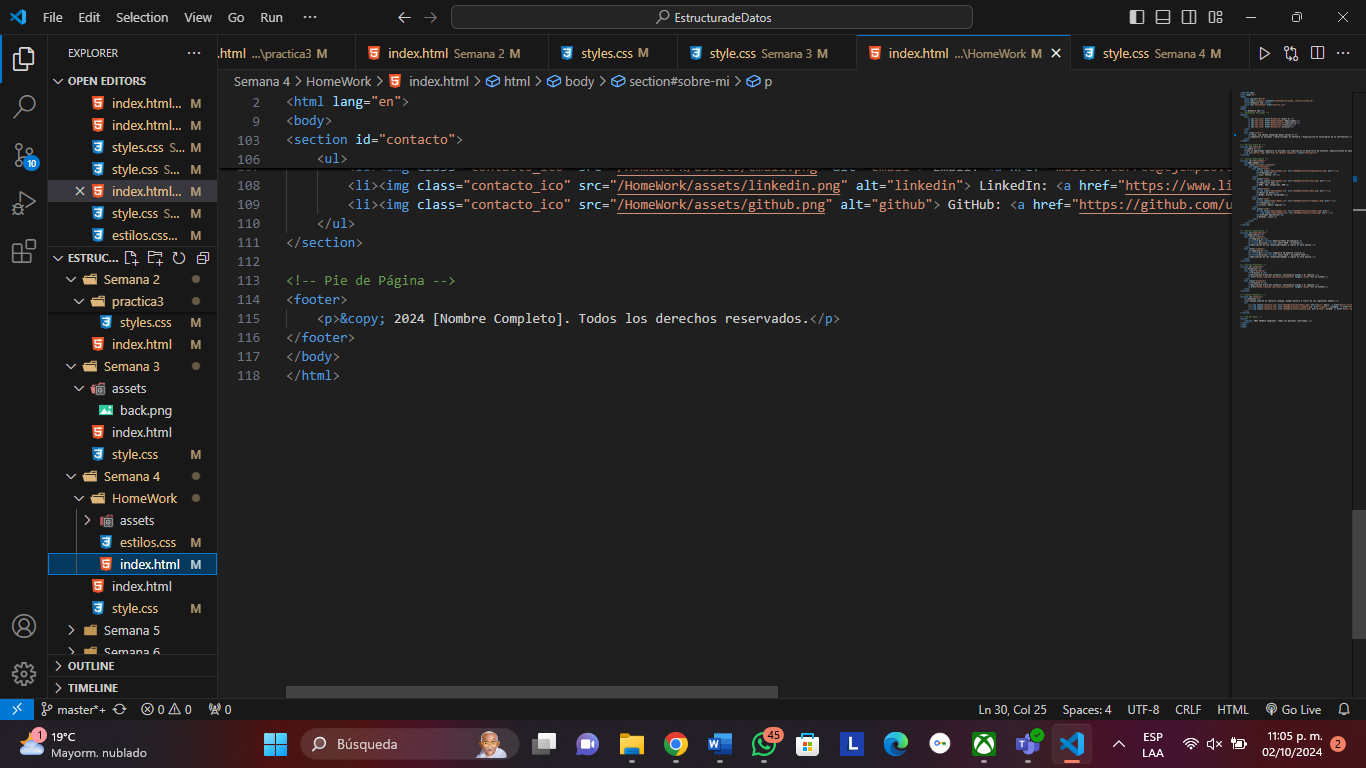 File Edit Selection View Go Run ··· EstructuradeDatos
EXPLORER ···
OPEN EDITORS
index.html... M
index.html... M
styles.css S... M
style.css S... M
index.html... M
style.css S... M
estilos.css... M
ESTRUC...
Semana 2
practica3
styles.css M
index.html M
Semana 3
assets
back.png
index.html
style.css M
Semana 4
HomeWork
assets
estilos.css M
index.html M
index.html
style.css M
Semana 5
Semana 6
OUTLINE
TIMELINE
.html ...\practica3 M index.html Semana 2 M styles.css M style.css Semana 3 M index.html ...\HomeWork M style.css Semana 4 M
Semana 4 > HomeWork > index.html > html > body > section#sobre-mi > p
2 <html lang="en">
9 <body>
103 <section id="contacto">
106 <ul>
108 <li><img class="contacto_ico" src="/HomeWork/assets/linkedin.png" alt="linkedin"> LinkedIn: <a href="https://www.li
109 <li><img class="contacto_ico" src="/HomeWork/assets/github.png" alt="github"> GitHub: <a href="https://github.com/u
110 </ul>
111 </section>
112
113 <!-- Pie de Página -->
114 <footer>
115 <p>&copy; 2024 [Nombre Completo]. Todos los derechos reservados.</p>
116 </footer>
117 </body>
118 </html>
10
master*+ 0 0 0 Ln 30, Col 25 Spaces: 4 UTF-8 CRLF HTML Go Live
1 19°C
Mayorm. nublado
Búsqueda
45
L
ESP
LAA
11:05 p. m.
02/10/2024
2